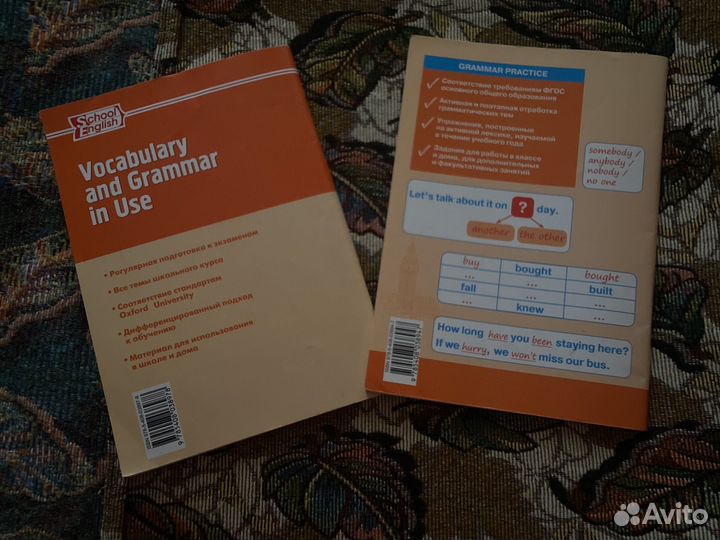 School
English
Vocabulary
and Grammar
in Use
• Регулярная подготовка к экзаменам
• Все темы школьного курса
• Соответствие стандартам
Oxford University
• Дифференцированный подход
к обучению
• Материал для использования
в школе и дома
GRAMMAR PRACTICE
Соответствие требованиям ФГОС
основного общего образования
Активная и поэтапная отработка
грамматических тем
Упражнения, построенные
на активной лексике, изучаемой
в течение учебного года
Задания для работы в классе
и дома, для дополнительных
и факультативных занятий
somebody /
anybody /
nobody /
no one
Let's talk about it on ? day.
another the other
buy bought bought
... ... ...
fall ... built
... knew ...
How long have you been staying here?
If we hurry, we won't miss our bus.
Avito